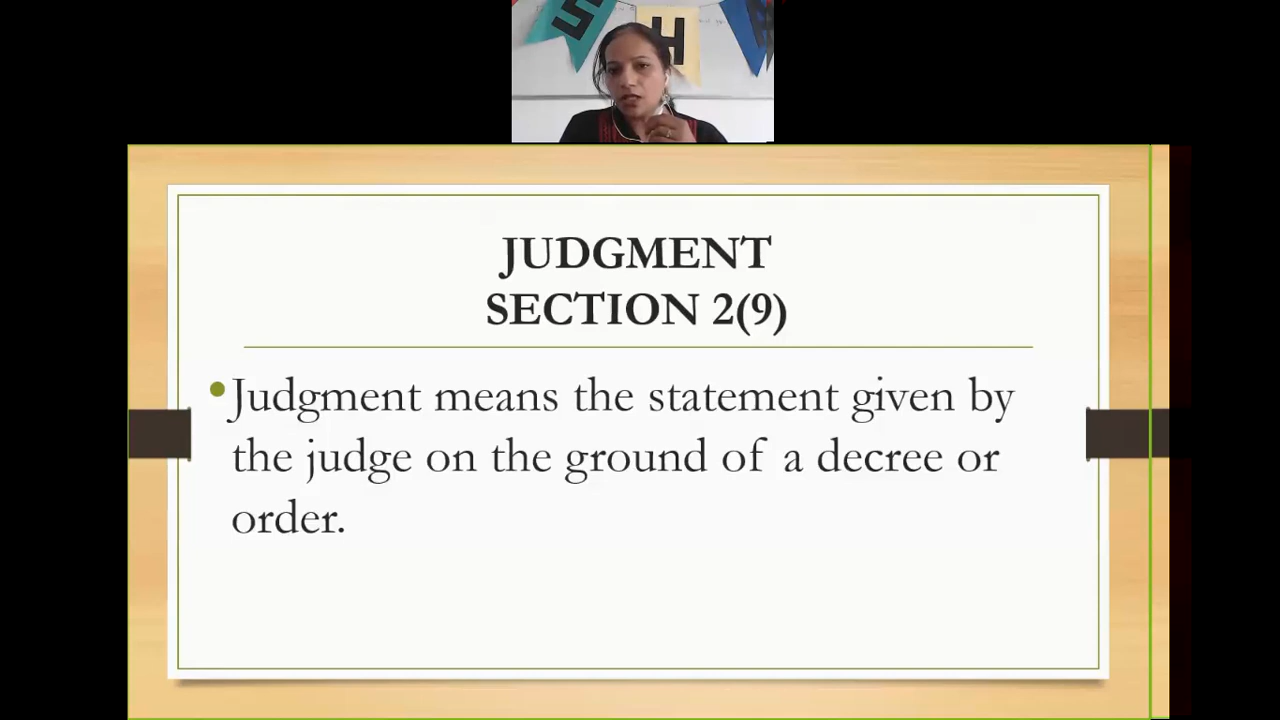 S H
JUDGMENT
SECTION 2(9)
•Judgment means the statement given by
the judge on the ground of a decree or
order.